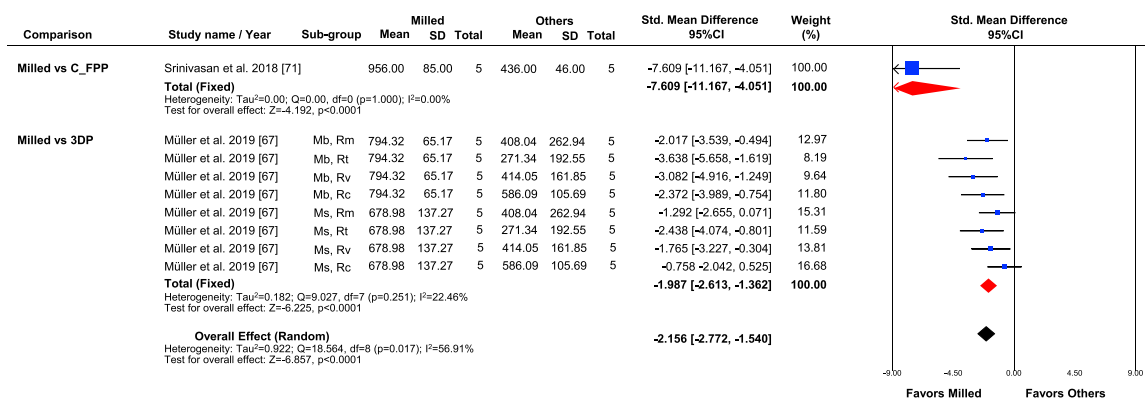 Milled Others Std. Mean Difference Weight Std. Mean Difference
Comparison Study name / Year Sub-group Mean SD Total Mean SD Total 95%CI (%) 95%CI
Milled vs C_FPP Srinivasan et al. 2018 [71] 956.00 85.00 5 436.00 46.00 5 -7.609 [-11.167, -4.051] 100.00
Total (Fixed) -7.609 [-11.167, -4.051] 100.00
Heterogeneity: Tau²=0.00; Q=0.00, df=0 (p=1.000); I²=0.00%
Test for overall effect: Z=-4.192, p<0.0001
Milled vs 3DP Müller et al. 2019 [67] Mb, Rm 794.32 65.17 5 408.04 262.94 5 -2.017 [-3.539, -0.494] 12.97
Müller et al. 2019 [67] Mb, Rt 794.32 65.17 5 271.34 192.55 5 -3.638 [-5.658, -1.619] 8.19
Müller et al. 2019 [67] Mb, Rv 794.32 65.17 5 414.05 161.85 5 -3.082 [-4.916, -1.249] 9.64
Müller et al. 2019 [67] Mb, Rc 794.32 65.17 5 586.09 105.69 5 -2.372 [-3.989, -0.754] 11.80
Müller et al. 2019 [67] Ms, Rm 678.98 137.27 5 408.04 262.94 5 -1.292 [-2.655, 0.071] 15.31
Müller et al. 2019 [67] Ms, Rt 678.98 137.27 5 271.34 192.55 5 -2.438 [-4.074, -0.801] 11.59
Müller et al. 2019 [67] Ms, Rv 678.98 137.27 5 414.05 161.85 5 -1.765 [-3.227, -0.304] 13.81
Müller et al. 2019 [67] Ms, Rc 678.98 137.27 5 586.09 105.69 5 -0.758 -2.042, 0.525] 16.68
Total (Fixed) -1.987 [-2.613, -1.362] 100.00
Heterogeneity: Tau²=0.182; Q=9.027, df=7 (p=0.251); I²=22.46%
Test for overall effect: Z=-6.225, p<0.0001
Overall Effect (Random) -2.156 [-2.772, -1.540]
Heterogeneity: Tau²=0.922; Q=18.564, df=8 (p=0.017); I²=56.91%
Test for overall effect: Z=-6.857, p<0.0001
-9.00 -4.50 0.00 4.50 9.00
Favors Milled Favors Others